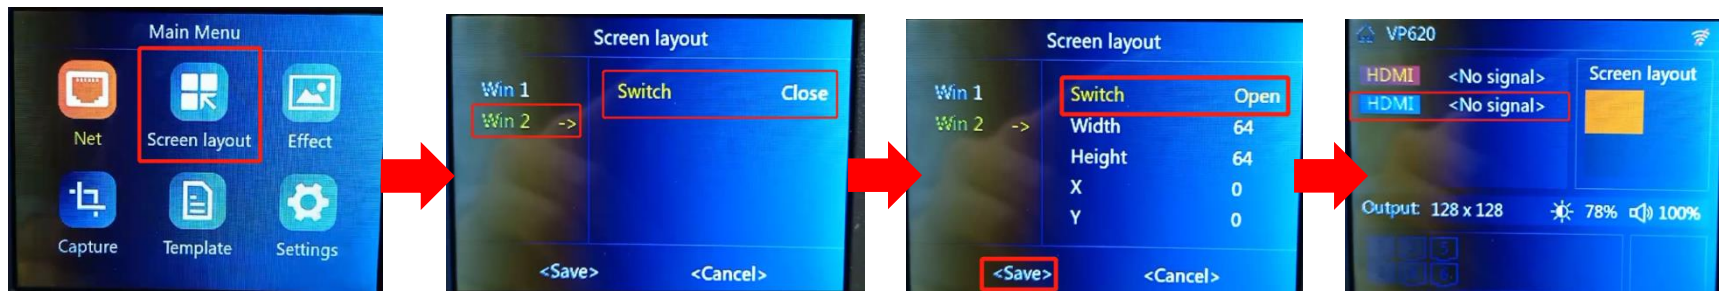 Main Menu
Net
Screen layout
Effect
Capture
Template
Settings
Screen layout
Win 1
Win 2 ->
Switch Close
<Save> <Cancel>
Screen layout
Win 1
Win 2 ->
Switch Open
Width 64
Height 64
X 0
Y 0
<Save> <Cancel>
VP620
HDMI <No signal>
HDMI <No signal>
Screen layout
Output: 128 x 128
78% 100%